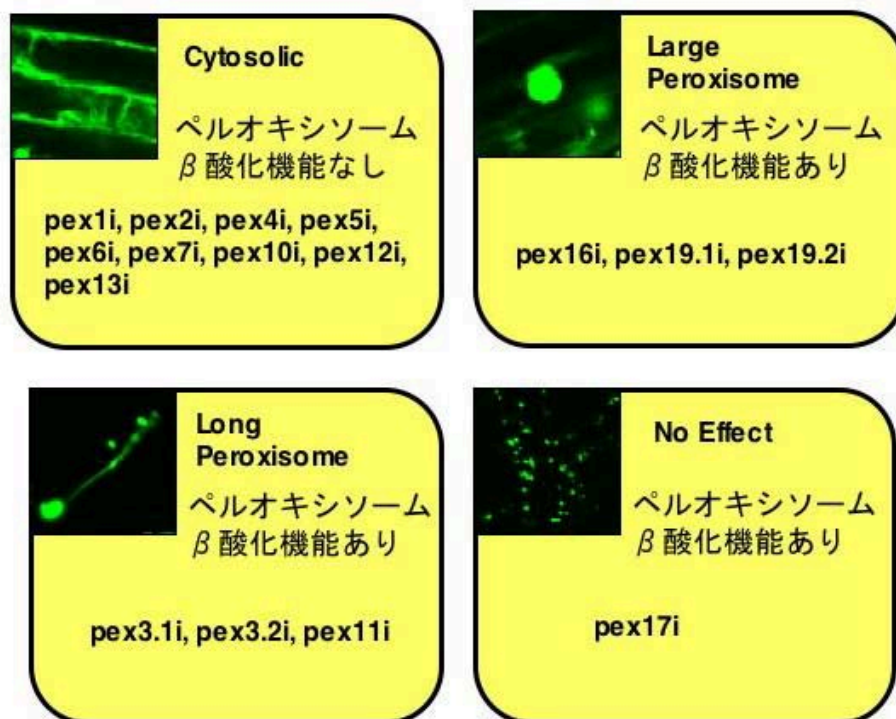 Cytosolic
ペルオキシソーム
β酸化機能なし
pex1i, pex2i, pex4i, pex5i,
pex6i, pex7i, pex10i, pex12i,
pex13i
Large
Peroxisome
ペルオキシソーム
β酸化機能あり
pex16i, pex19.1i, pex19.2i
Long
Peroxisome
ペルオキシソーム
β酸化機能あり
pex3.1i, pex3.2i, pex11i
No Effect
ペルオキシソーム
β酸化機能あり
pex17i